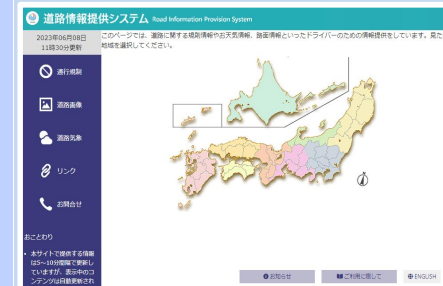 道路情報提供システム Road Information Provision System
2023年06月08日
11時30分更新
このページでは、道路に関する規制情報やお天気情報、路面情報といったドライバーのための情報提供をしています。見た
地域を選択してください。
通行規制
道路画像
道路気象
リンク
お問合せ
おことわり
・本サイトで提供する情報
は5～10分間隔で更新し
ていますが、表示中のコ
ンテンツは自動更新され
お知らせ
ご利用に際して
ENGLISH